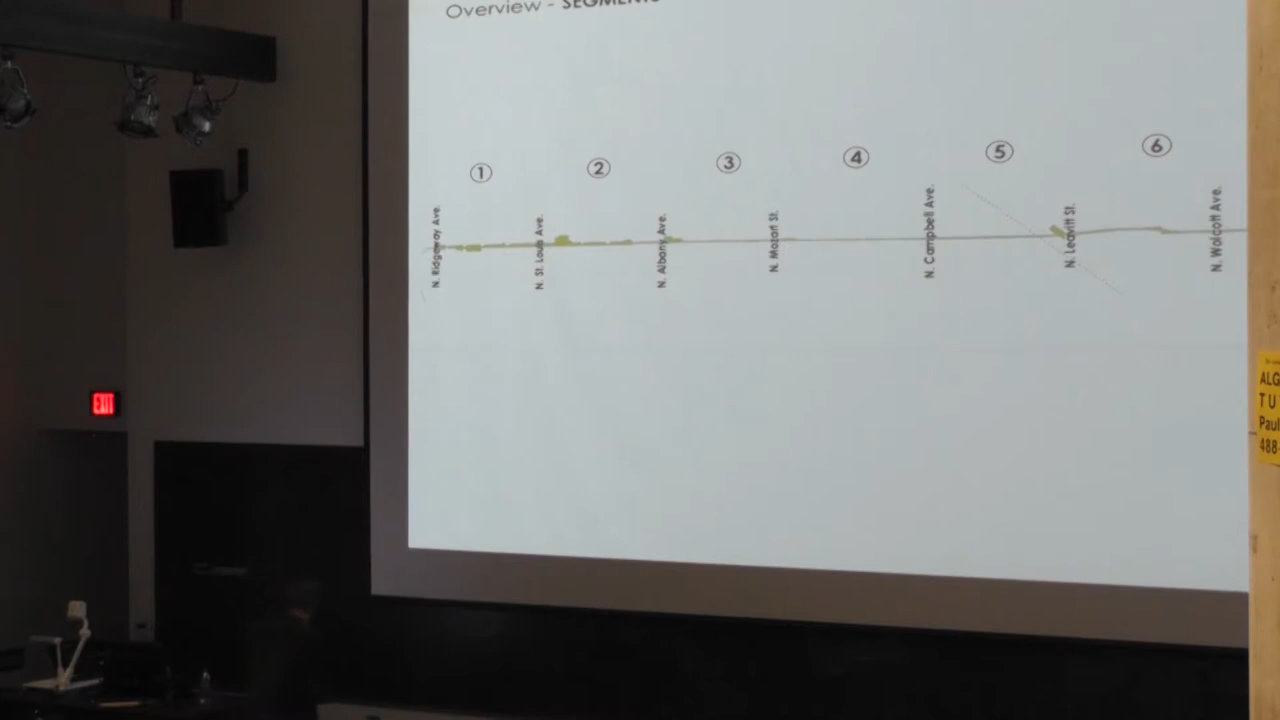 Overview - SEGMENTS
1 2 3 4 5 6
N. Ridgeway Ave.
N. St. Louis Ave.
N. Albany Ave.
N. Mozart St.
N. Campbell Ave.
N. Leavitt St.
N. Wolcott Ave.
EXIT
ALG
TU
Paul
488-